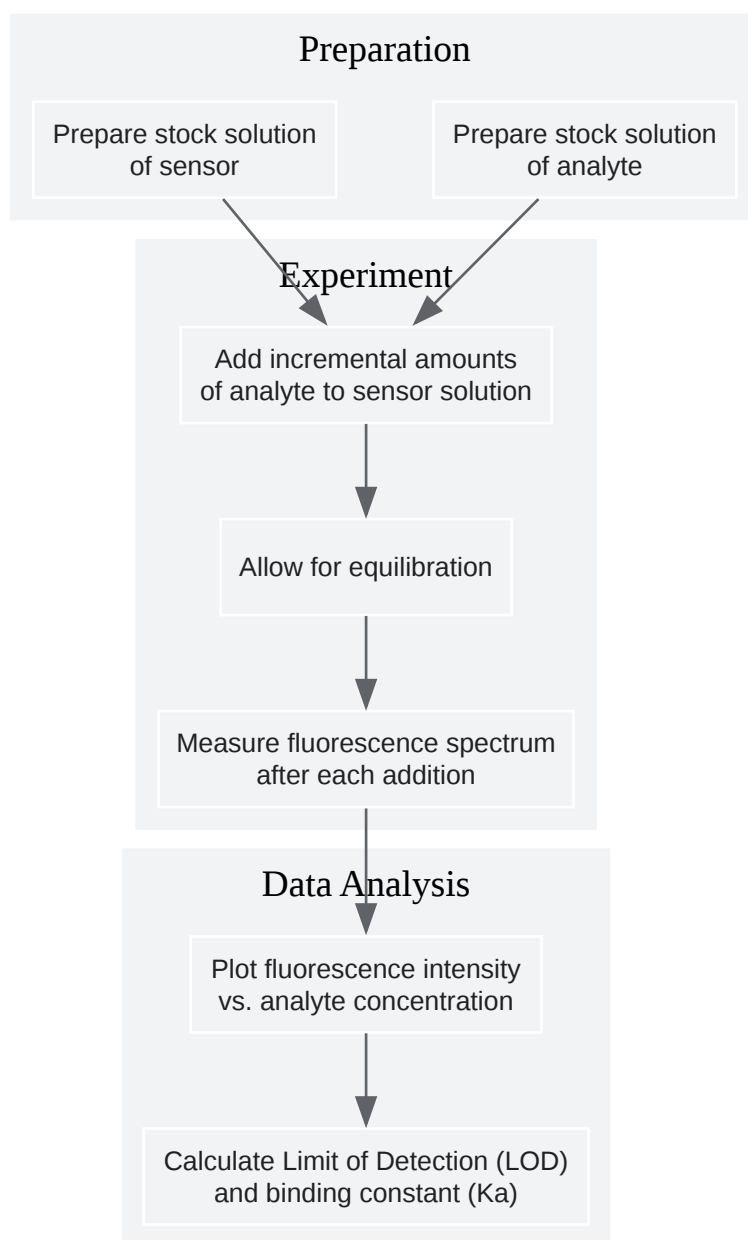 Preparation
Prepare stock solution
of sensor
Prepare stock solution
of analyte
Experiment
Add incremental amounts
of analyte to sensor solution
Allow for equilibration
Measure fluorescence spectrum
after each addition
Data Analysis
Plot fluorescence intensity
vs. analyte concentration
Calculate Limit of Detection (LOD)
and binding constant (Ka)